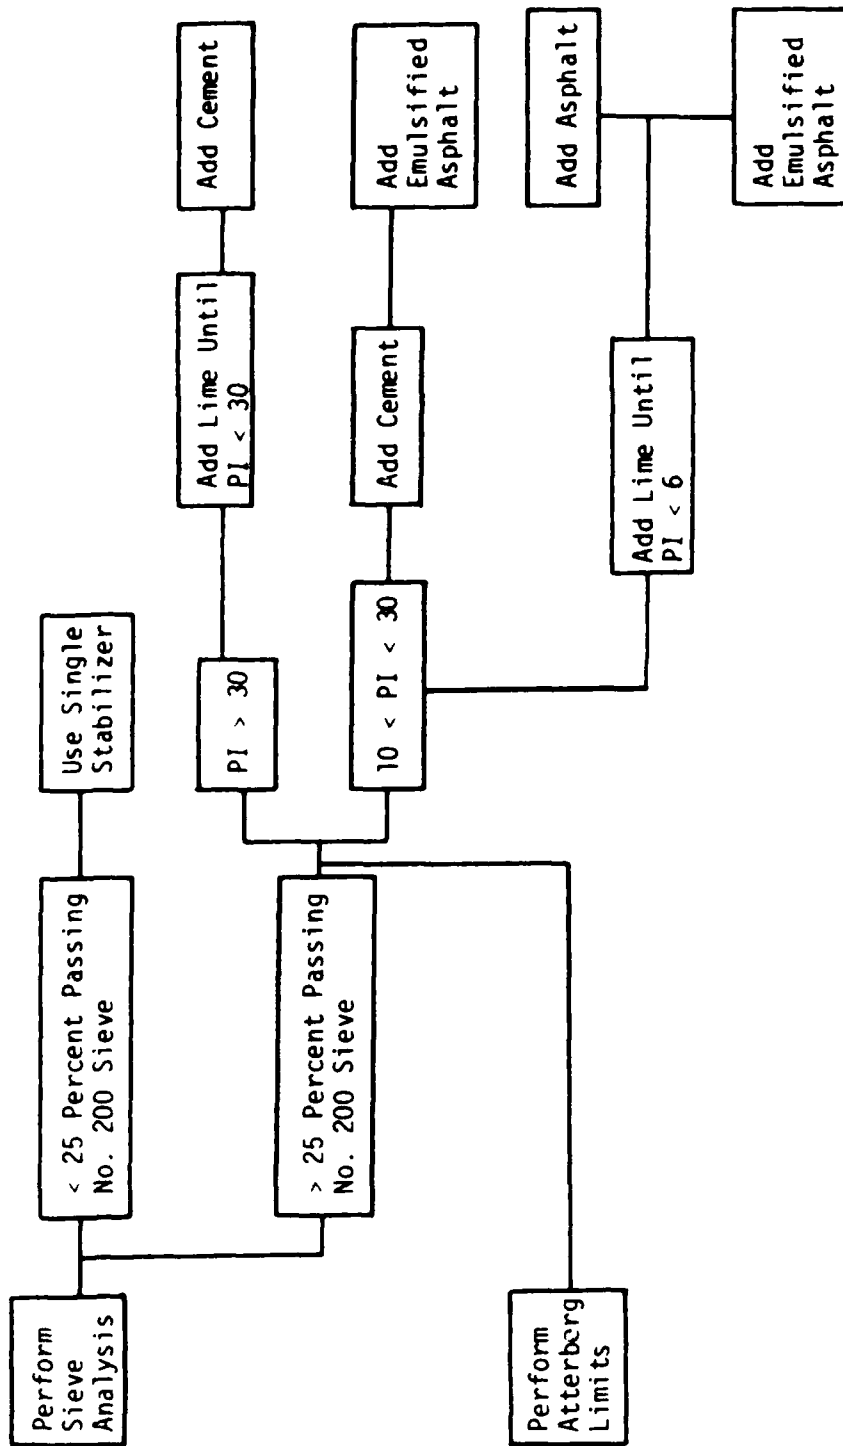 Perform
Sieve
Analysis
< 25 Percent Passing
No. 200 Sieve
Use Single
Stabilizer
> 25 Percent Passing
No. 200 Sieve
PI > 30
Add Lime Until
PI < 30
Add Cement
10 < PI < 30
Add Cement
Add
Emulsified
Asphalt
Perform
Atterberg
Limits
Add Lime Until
PI < 6
Add Asphalt
Add
Emulsified
Asphalt